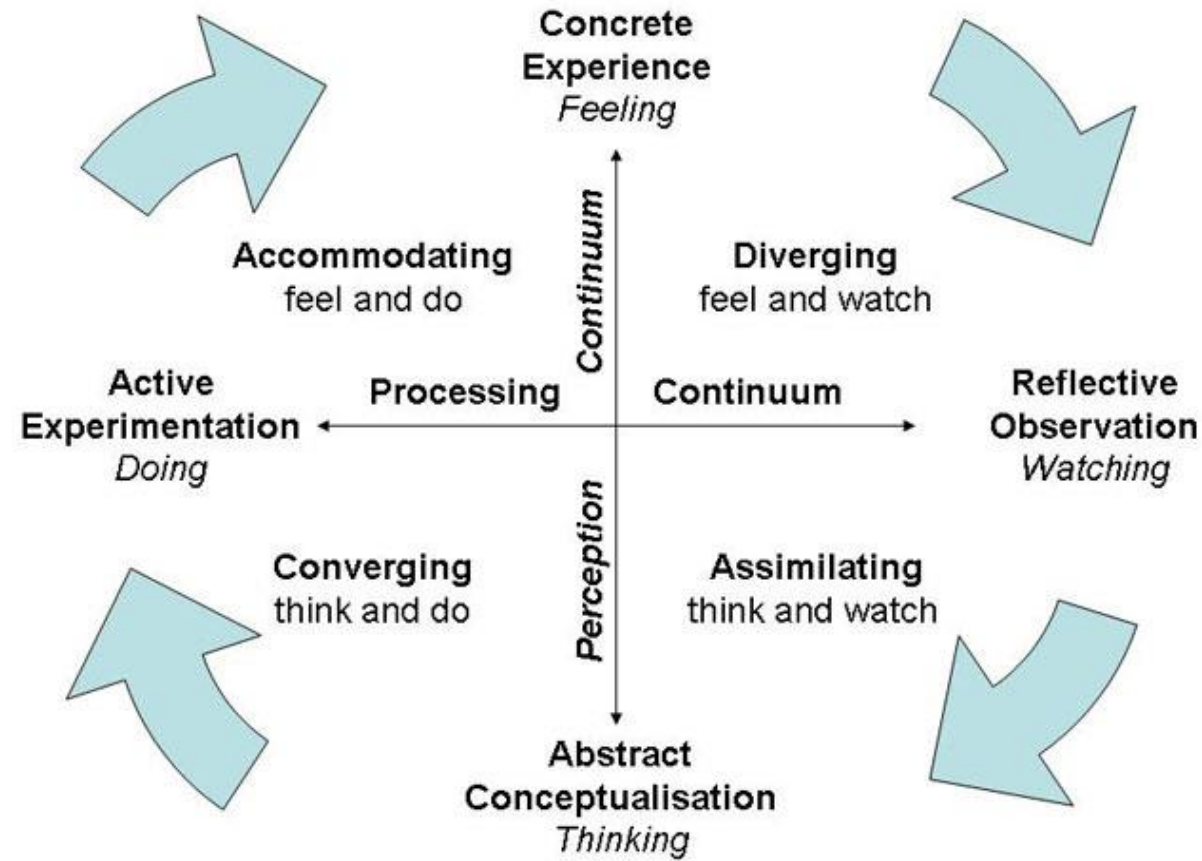 Concrete
Experience
Feeling
Accommodating
feel and do
Continuum
Diverging
feel and watch
Active
Experimentation
Doing
Processing
Continuum
Reflective
Observation
Watching
Converging
think and do
Perception
Assimilating
think and watch
Abstract
Conceptualisation
Thinking